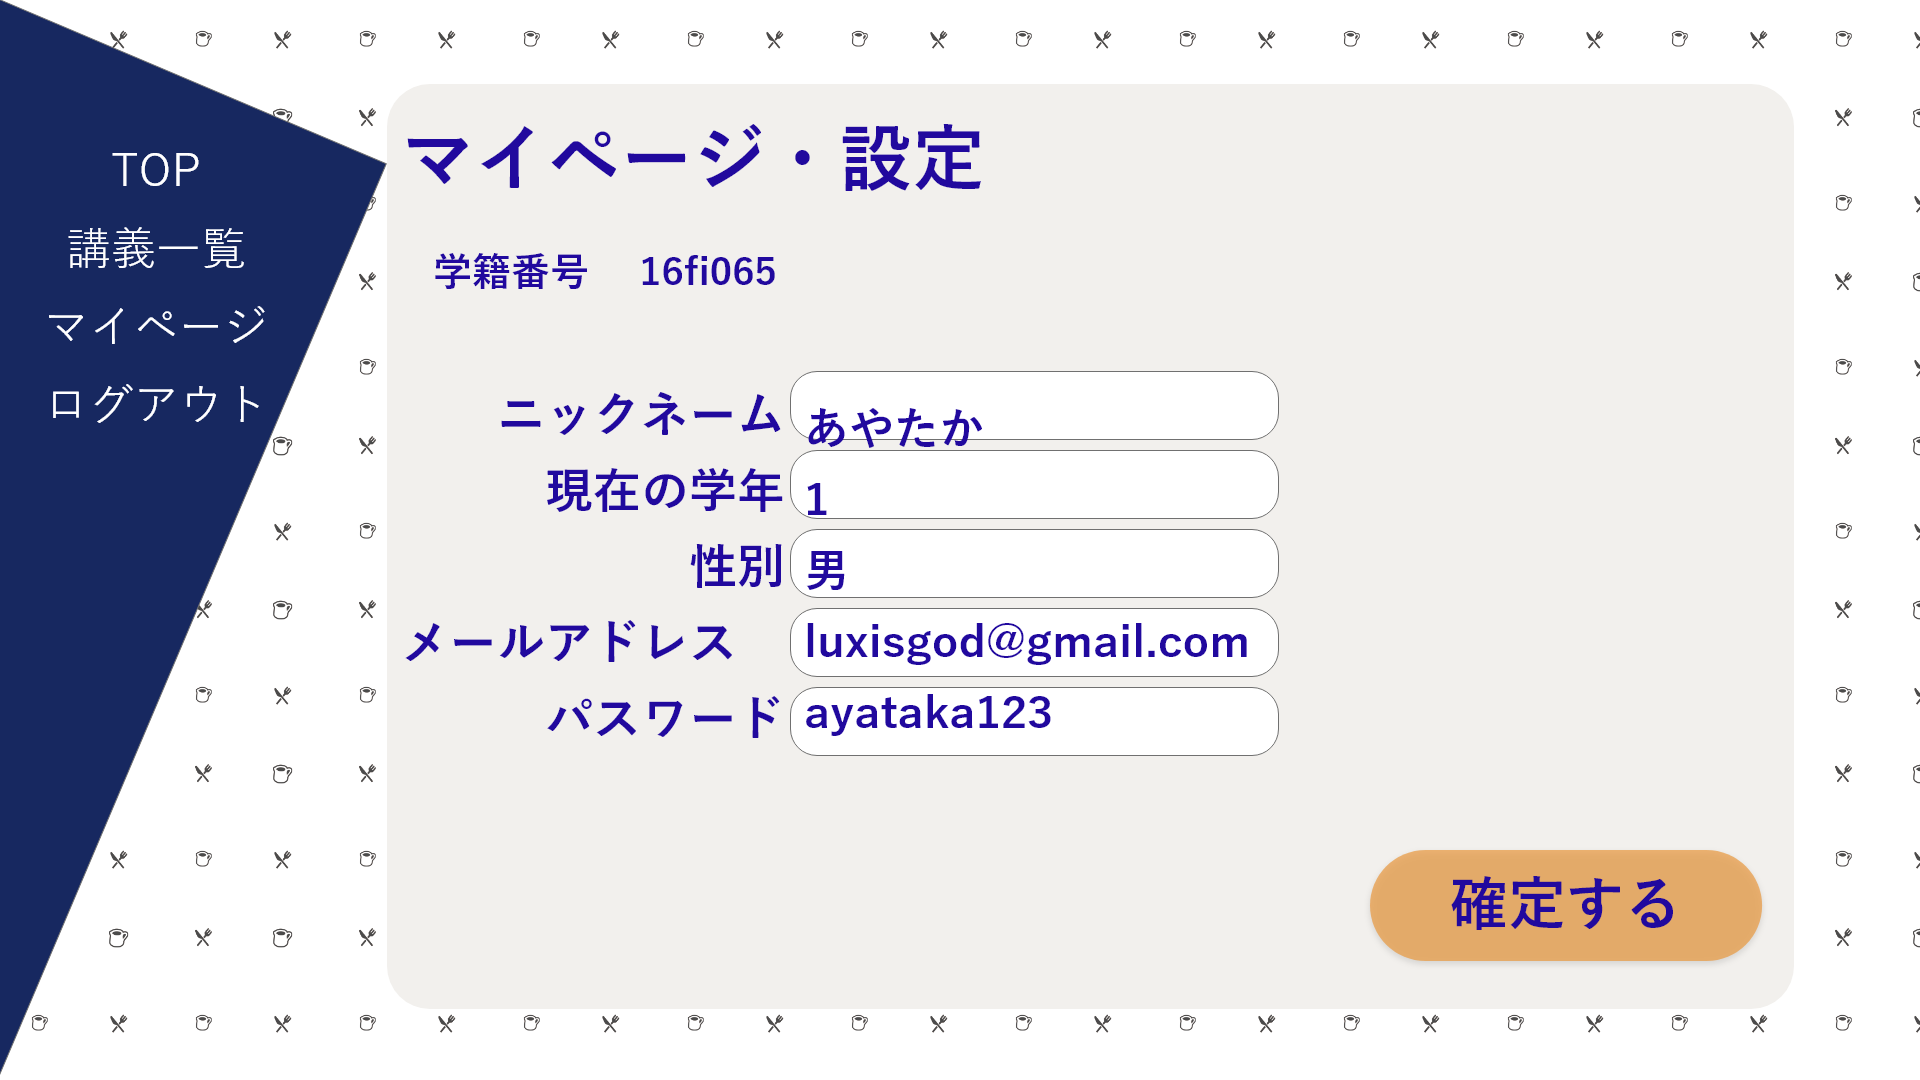 TOP
講義一覧
マイページ
ログアウト
マイページ・設定
学籍番号 16fi065
ニックネーム あやたか
現在の学年 1
性別 男
メールアドレス luxisgod@gmail.com
パスワード ayataka123
確定する